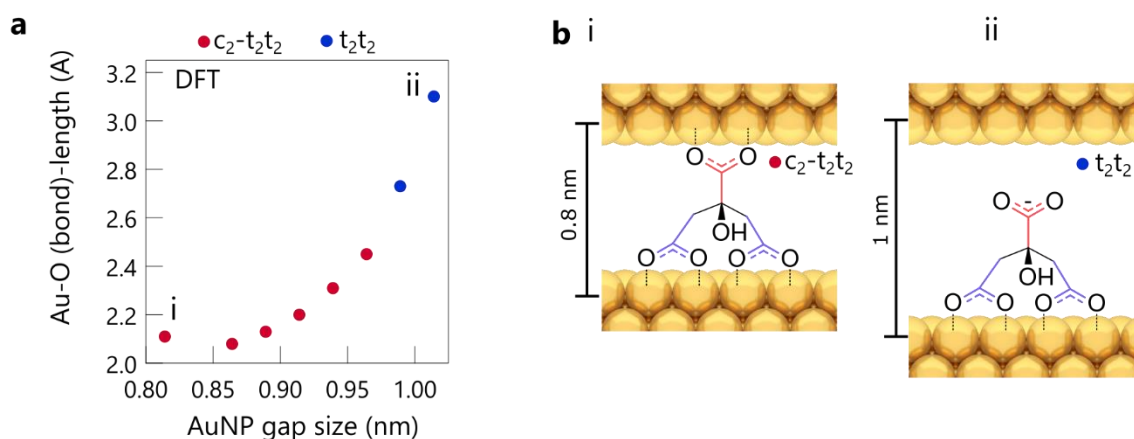 a
c₂-t₂t₂ t₂t₂
DFT
Au-O (bond)-length (A)
3.2
3.0
2.8
2.6
2.4
2.2
2.0
i
ii
0.80 0.85 0.90 0.95 1.00
AuNP gap size (nm)
b
i
0.8 nm
O O
c₂-t₂t₂
OH
O O O O
ii
1 nm
t₂t₂
O - O
OH
O O O O